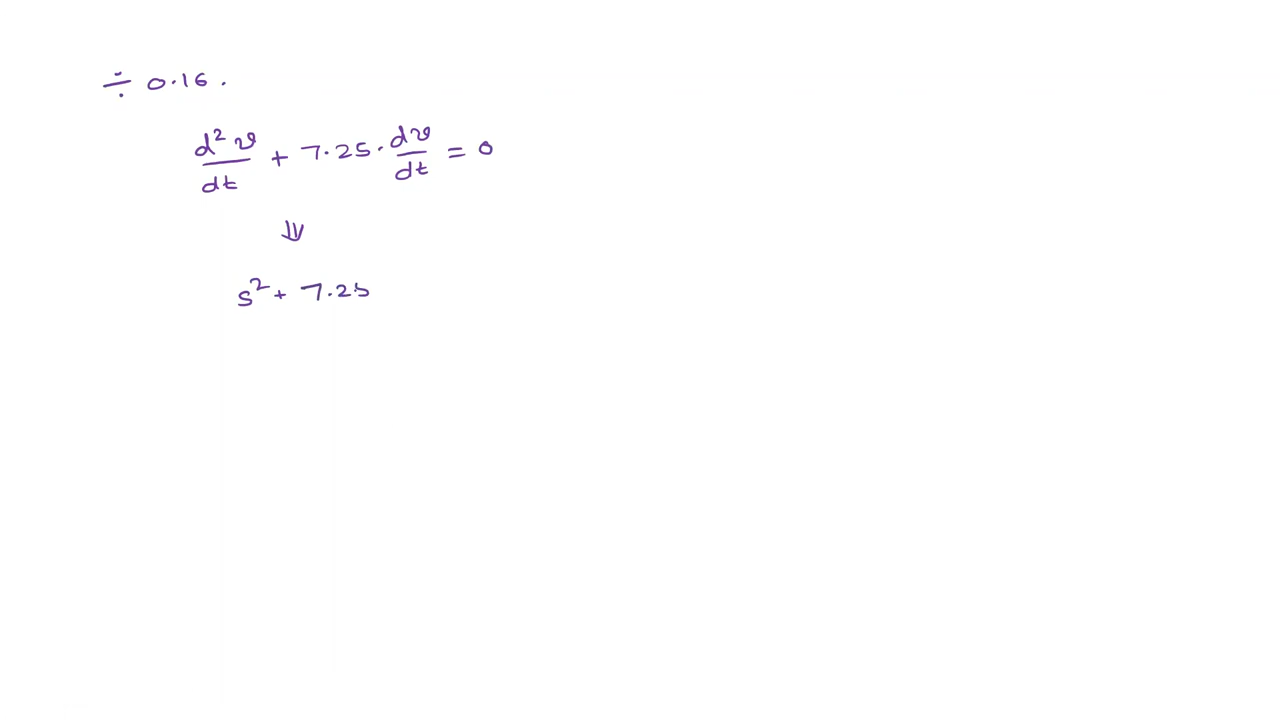 ÷ 0.16.
d²v/dt + 7.25 · dv/dt = 0
⇓
s² + 7.25